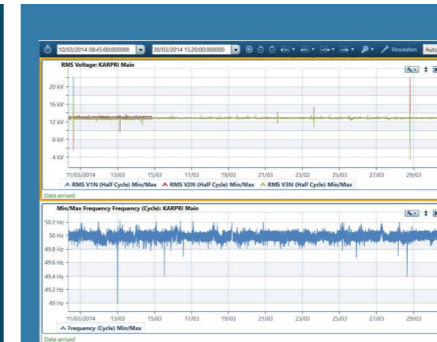 10/03/2014 08:45:00:000000 30/03/2014 15:20:00:000000 Resolution Auto
RMS Voltage: KARPRI Main
20 kV
16 kV
12 kV
8 kV
4 kV
11/03/2014 13/03 15/03 17/03 19/03 21/03 23/03 25/03 27/03 29/03
RMS V1N (Half Cycle) Min/Max RMS V2N (Half Cycle) Min/Max RMS V3N (Half Cycle) Min/Max
Data arrived
Min/Max Frequency Frequency (Cycle): KARPRI Main
50.2 Hz
50 Hz
49.8 Hz
49.6 Hz
49.4 Hz
49.2 Hz
49 Hz
11/03/2014 13/03 15/03 17/03 19/03 21/03 23/03 25/03 27/03 29/03
Frequency (Cycle) Min/Max
Data arrived